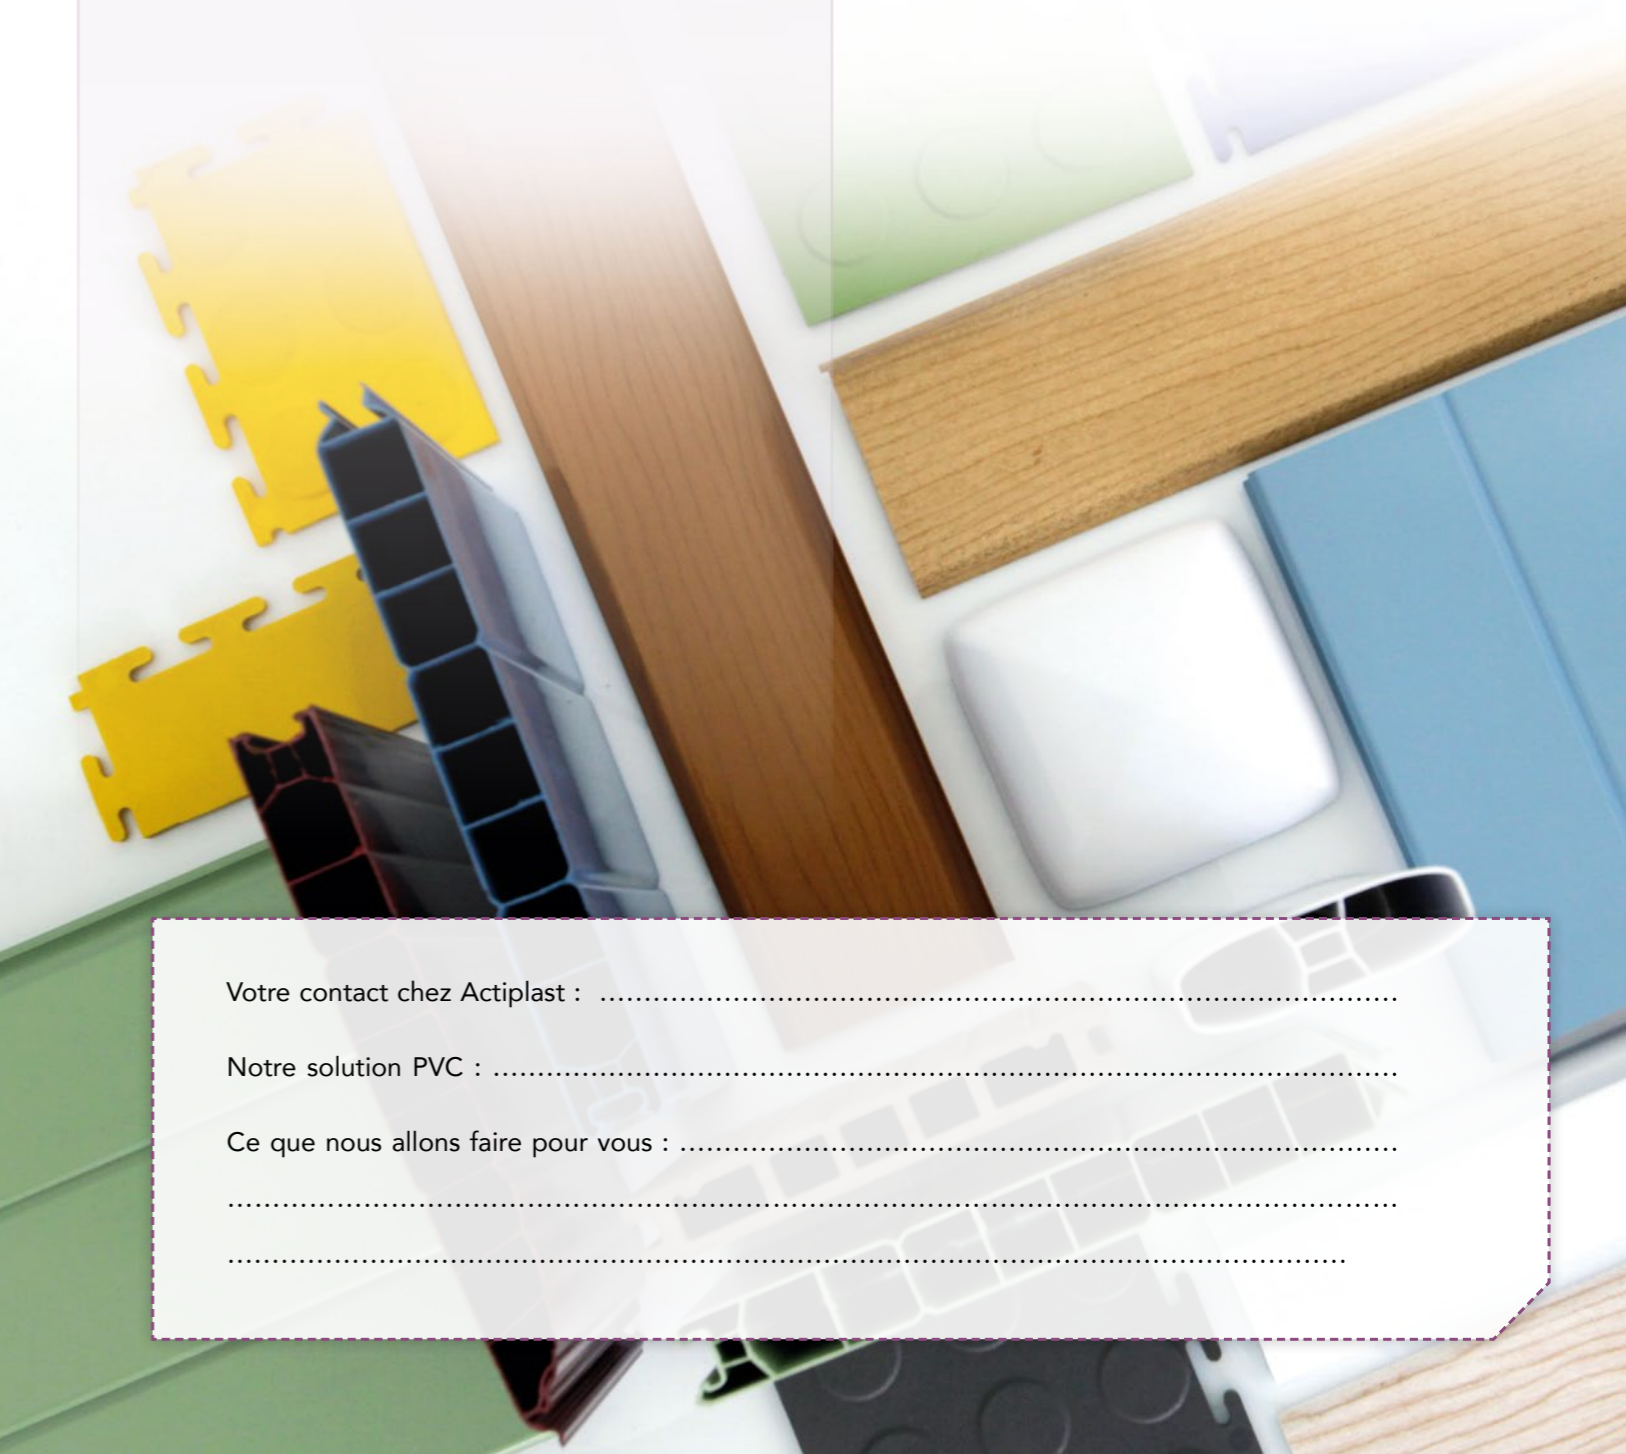 Votre contact chez Actiplast : ..........................................................................................
Notre solution PVC : ......................................................................................................
Ce que nous allons faire pour vous : .................................................................................
....................................................................................................................................
..............................................................................................................................